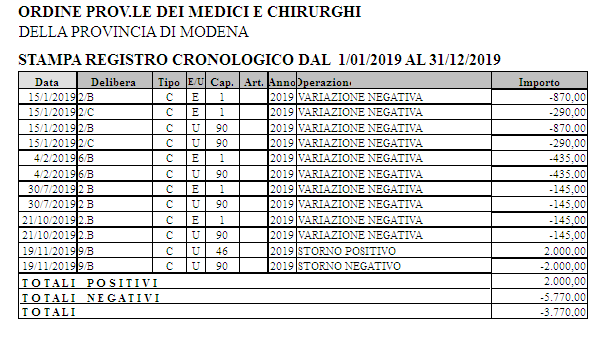 ORDINE PROV.LE DEI MEDICI E CHIRURGHI
DELLA PROVINCIA DI MODENA
STAMPA REGISTRO CRONOLOGICO DAL 1/01/2019 AL 31/12/2019
Data Delibera Tipo E/U Cap. Art. Anno Operazione Importo
15/1/2019 2/B C E 1 2019 VARIAZIONE NEGATIVA -870,00
15/1/2019 2/C C E 1 2019 VARIAZIONE NEGATIVA -290,00
15/1/2019 2/B C U 90 2019 VARIAZIONE NEGATIVA -870,00
15/1/2019 2/C C U 90 2019 VARIAZIONE NEGATIVA -290,00
4/2/2019 6/B C E 1 2019 VARIAZIONE NEGATIVA -435,00
4/2/2019 6/B C U 90 2019 VARIAZIONE NEGATIVA -435,00
30/7/2019 2.B C E 1 2019 VARIAZIONE NEGATIVA -145,00
30/7/2019 2.B C U 90 2019 VARIAZIONE NEGATIVA -145,00
21/10/2019 2.B C E 1 2019 VARIAZIONE NEGATIVA -145,00
21/10/2019 2.B C U 90 2019 VARIAZIONE NEGATIVA -145,00
19/11/2019 9/B C U 46 2019 STORNO POSITIVO 2.000,00
19/11/2019 9/B C U 90 2019 STORNO NEGATIVO -2.000,00
TOTALI POSITIVI 2.000,00
TOTALI NEGATIVI -5.770,00
TOTALI -3.770,00